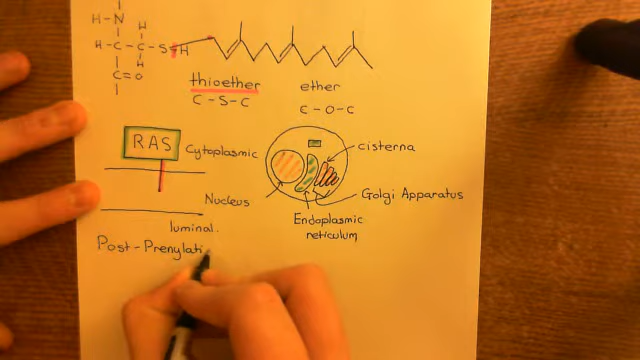 H-N H
H-C-C-S H
H
C=O
thioether ether
C-S-C C-O-C
RAS Cytoplasmic
cisterna
Nucleus
Golgi Apparatus
Endoplasmic
reticulum
luminal.
Post-Prenylati